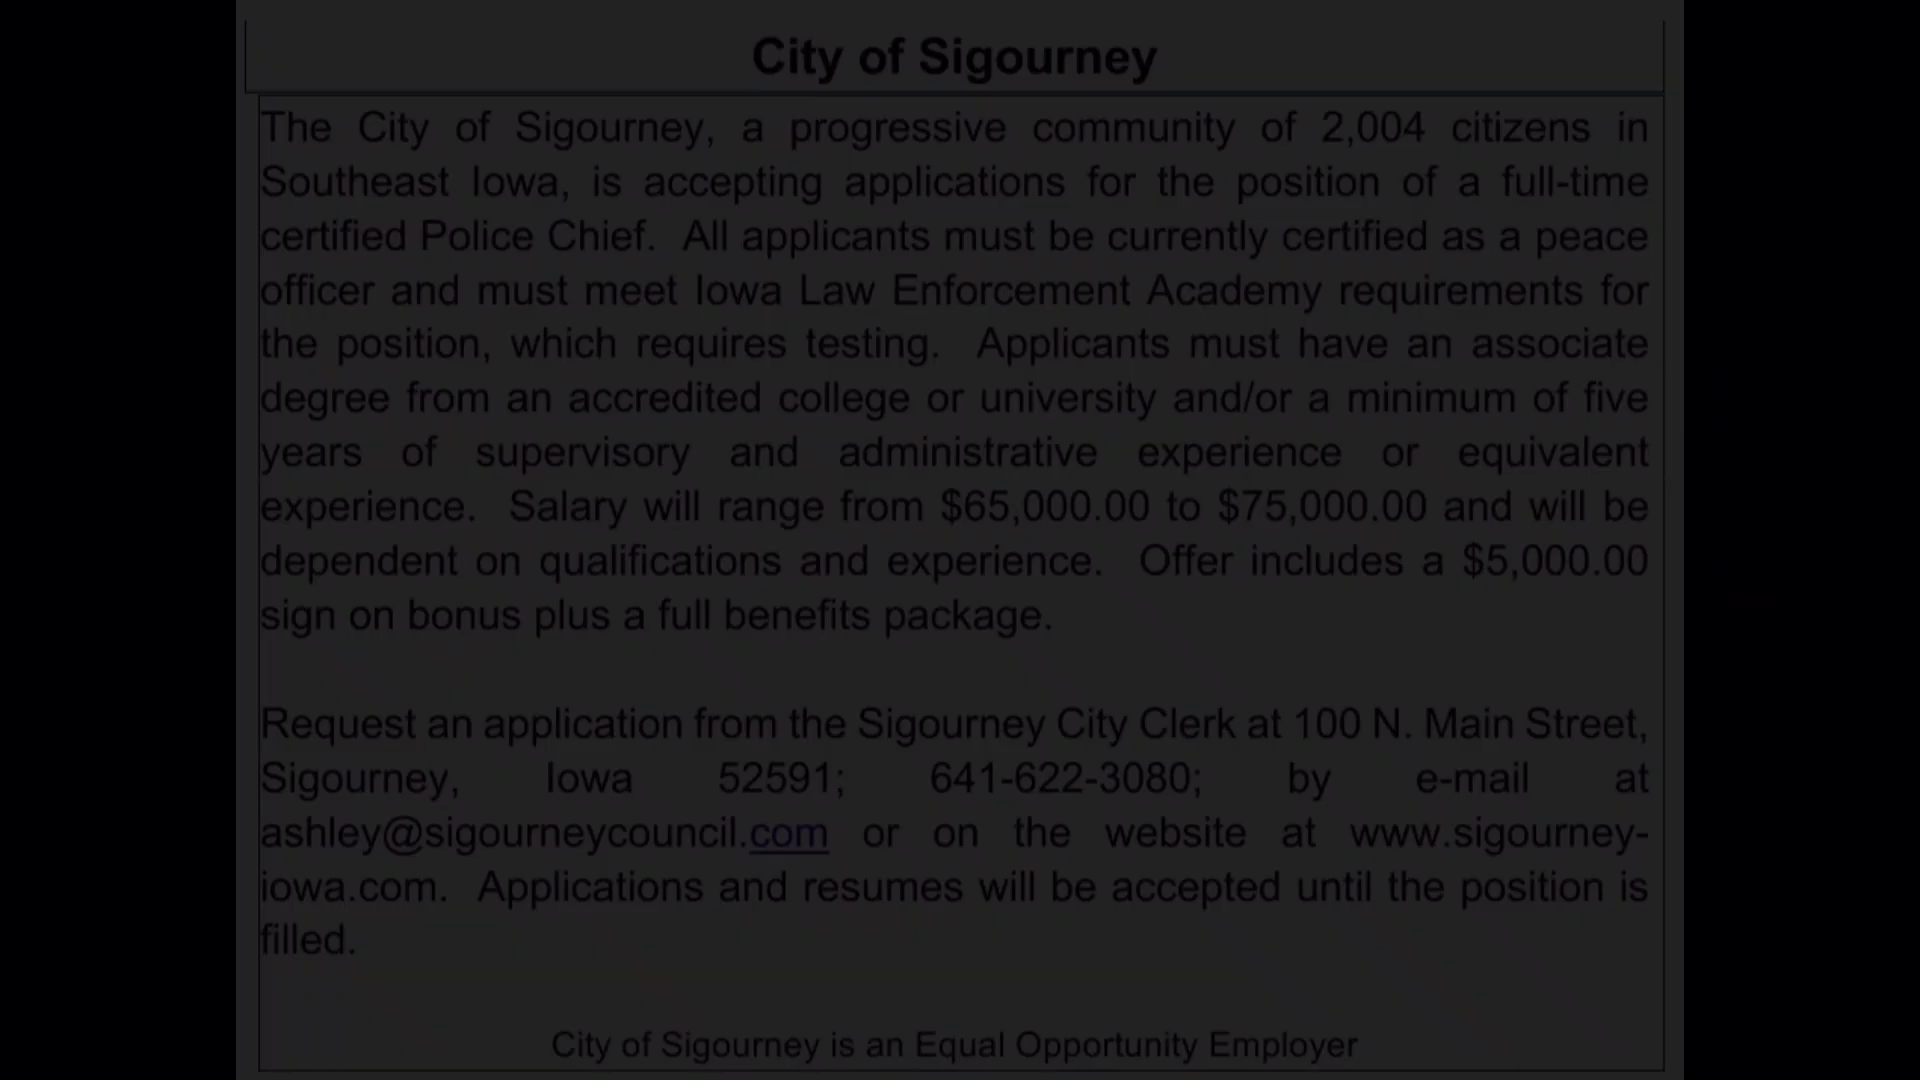 City of Sigourney
The City of Sigourney, a progressive community of 2,004 citizens in
Southeast Iowa, is accepting applications for the position of a full-time
certified Police Chief. All applicants must be currently certified as a peace
officer and must meet Iowa Law Enforcement Academy requirements for
the position, which requires testing. Applicants must have an associate
degree from an accredited college or university and/or a minimum of five
years of supervisory and administrative experience or equivalent
experience. Salary will range from $65,000.00 to $75,000.00 and will be
dependent on qualifications and experience. Offer includes a $5,000.00
sign on bonus plus a full benefits package.
Request an application from the Sigourney City Clerk at 100 N. Main Street,
Sigourney, Iowa 52591; 641-622-3080; by e-mail at
ashley@sigourneycouncil.com or on the website at www.sigourney-
iowa.com. Applications and resumes will be accepted until the position is
filled.
City of Sigourney is an Equal Opportunity Employer